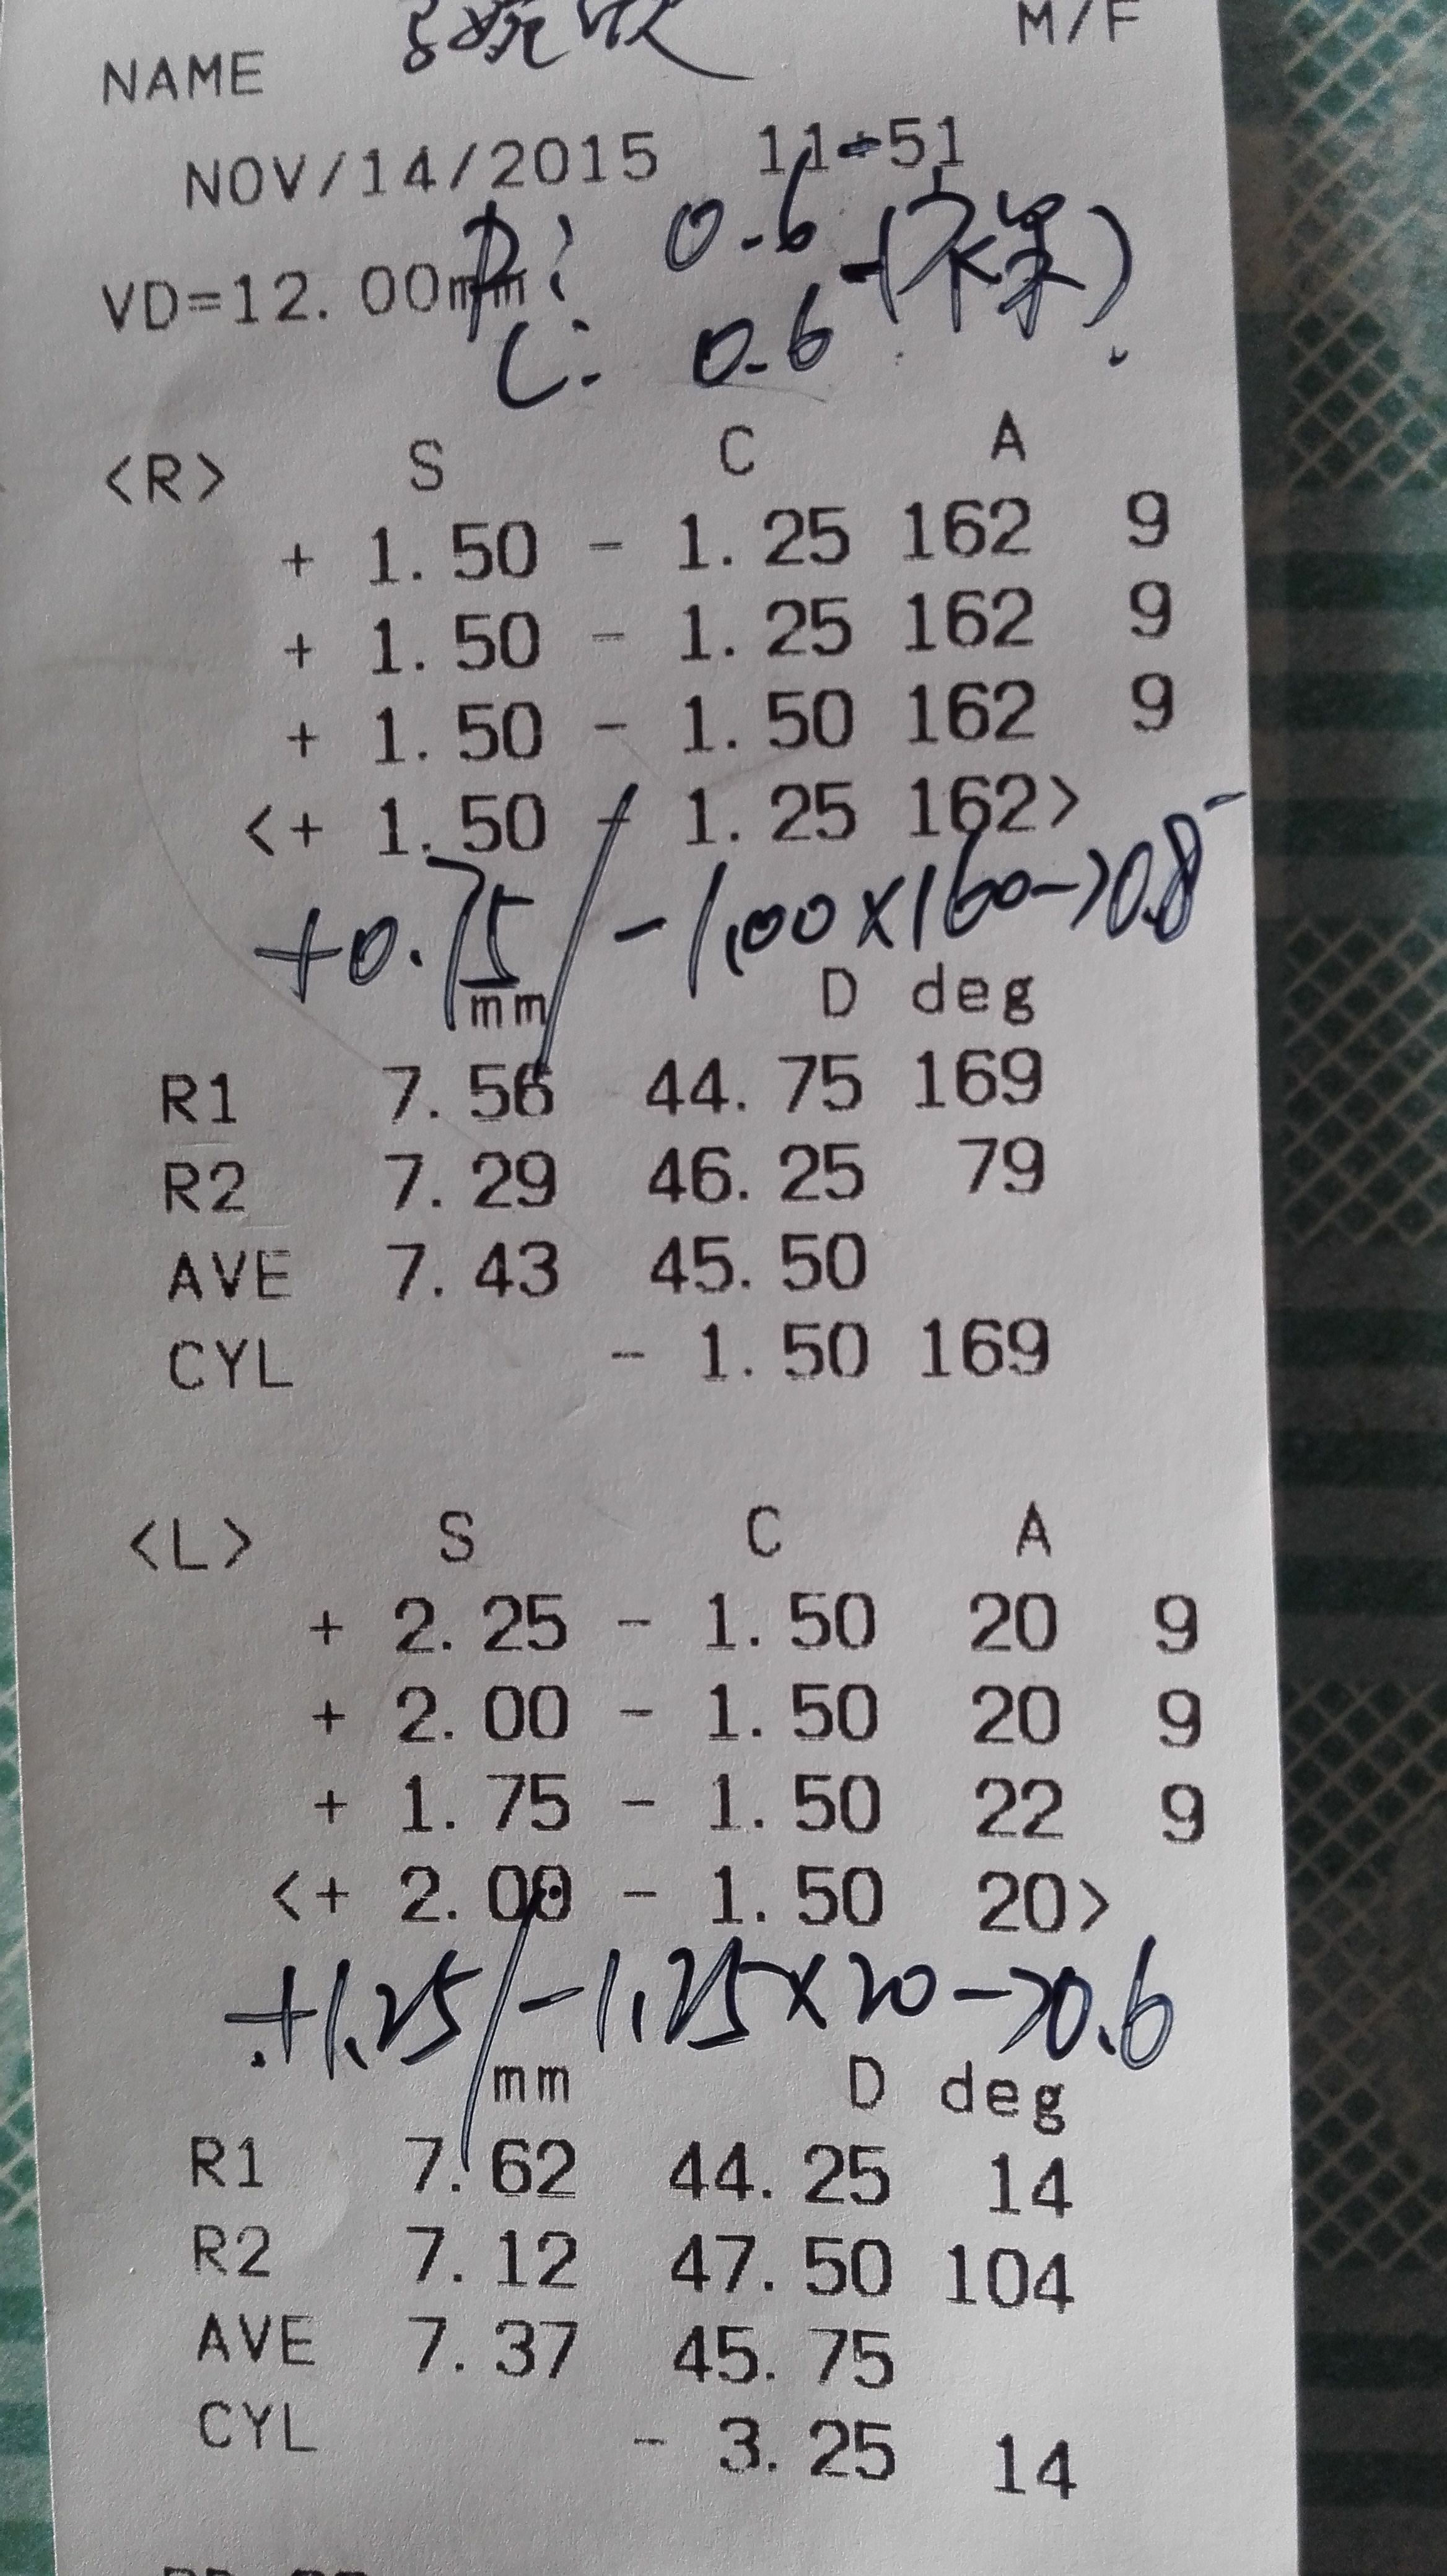 NAME M/F
NOV/14/2015 11:51
R: 0.6
VD=12.00mm
L: 0.6
<R> S C A
+ 1.50 - 1.25 162 9
+ 1.50 - 1.25 162 9
+ 1.50 - 1.50 162 9
<+ 1.50 - 1.25 162>
+0.75/-1.00×160→0.8-
mm D deg
R1 7.56 44.75 169
R2 7.29 46.25 79
AVE 7.43 45.50
CYL - 1.50 169
<L> S C A
+ 2.25 - 1.50 20 9
+ 2.00 - 1.50 20 9
+ 1.75 - 1.50 22 9
<+ 2.00 - 1.50 20>
+1.25/-1.25×20→0.6
mm D deg
R1 7.62 44.25 14
R2 7.12 47.50 104
AVE 7.37 45.75
CYL - 3.25 14